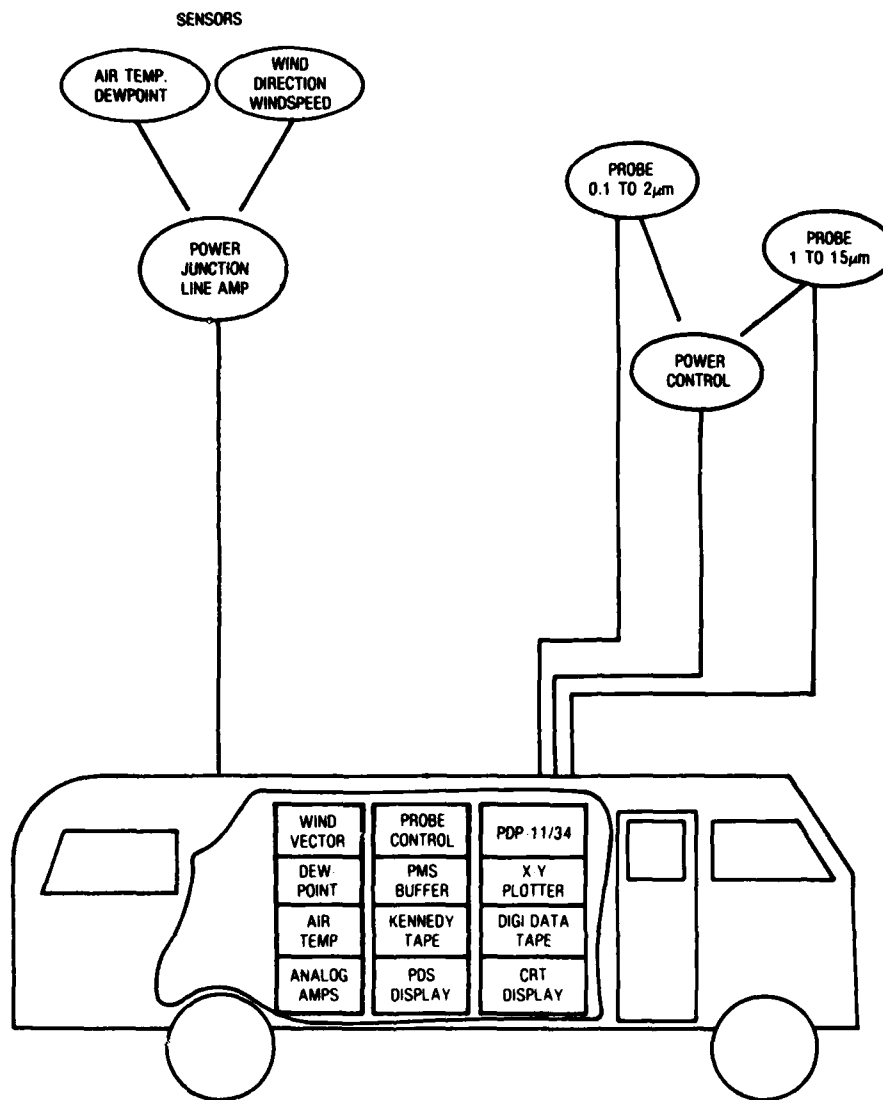 SENSORS
AIR TEMP.
DEWPOINT
WIND
DIRECTION
WINDSPEED
POWER
JUNCTION
LINE AMP
PROBE
0.1 TO 2μm
PROBE
1 TO 15μm
POWER
CONTROL
WIND
VECTOR
DEW
POINT
AIR
TEMP
ANALOG
AMPS
PROBE
CONTROL
PMS
BUFFER
KENNEDY
TAPE
PDS
DISPLAY
PDP-11/34
X Y
PLOTTER
DIGI DATA
TAPE
CRT
DISPLAY